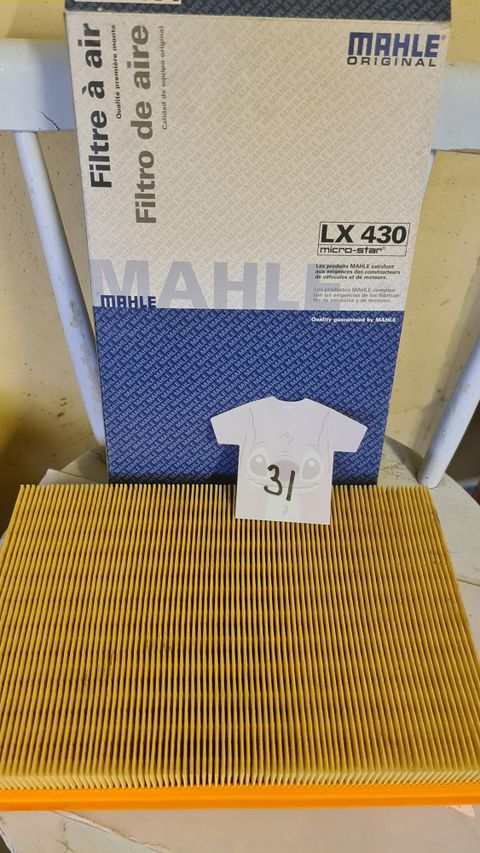 MAHLE
ORIGINAL
Filtre à air
Qualité première monte
Filtro de aire
Calidad de equipo original
LX 430
micro-star
Les produits MAHLE satisfont
aux exigences des constructeurs
de véhicules et de moteurs.
Los productos MAHLE cumplen
con las exigencias de los fabrican-
tes de vehículos y de motores.
MAHLE
MAHLE
Quality guaranteed by MAHLE
31